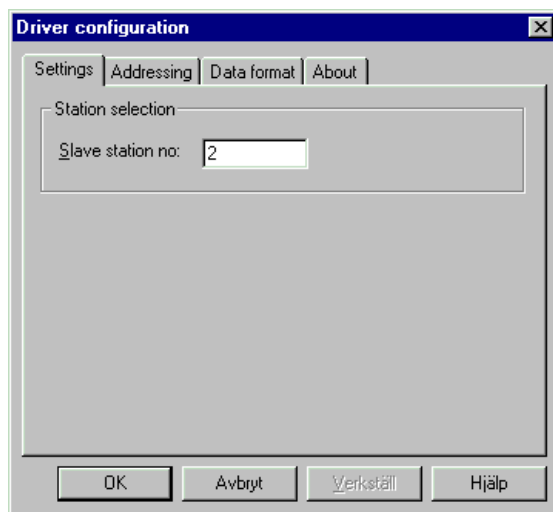 Driver configuration
Settings Addressing Data format About
Station selection
Slave station no: 2
OK Avbryt Verkställ Hjälp